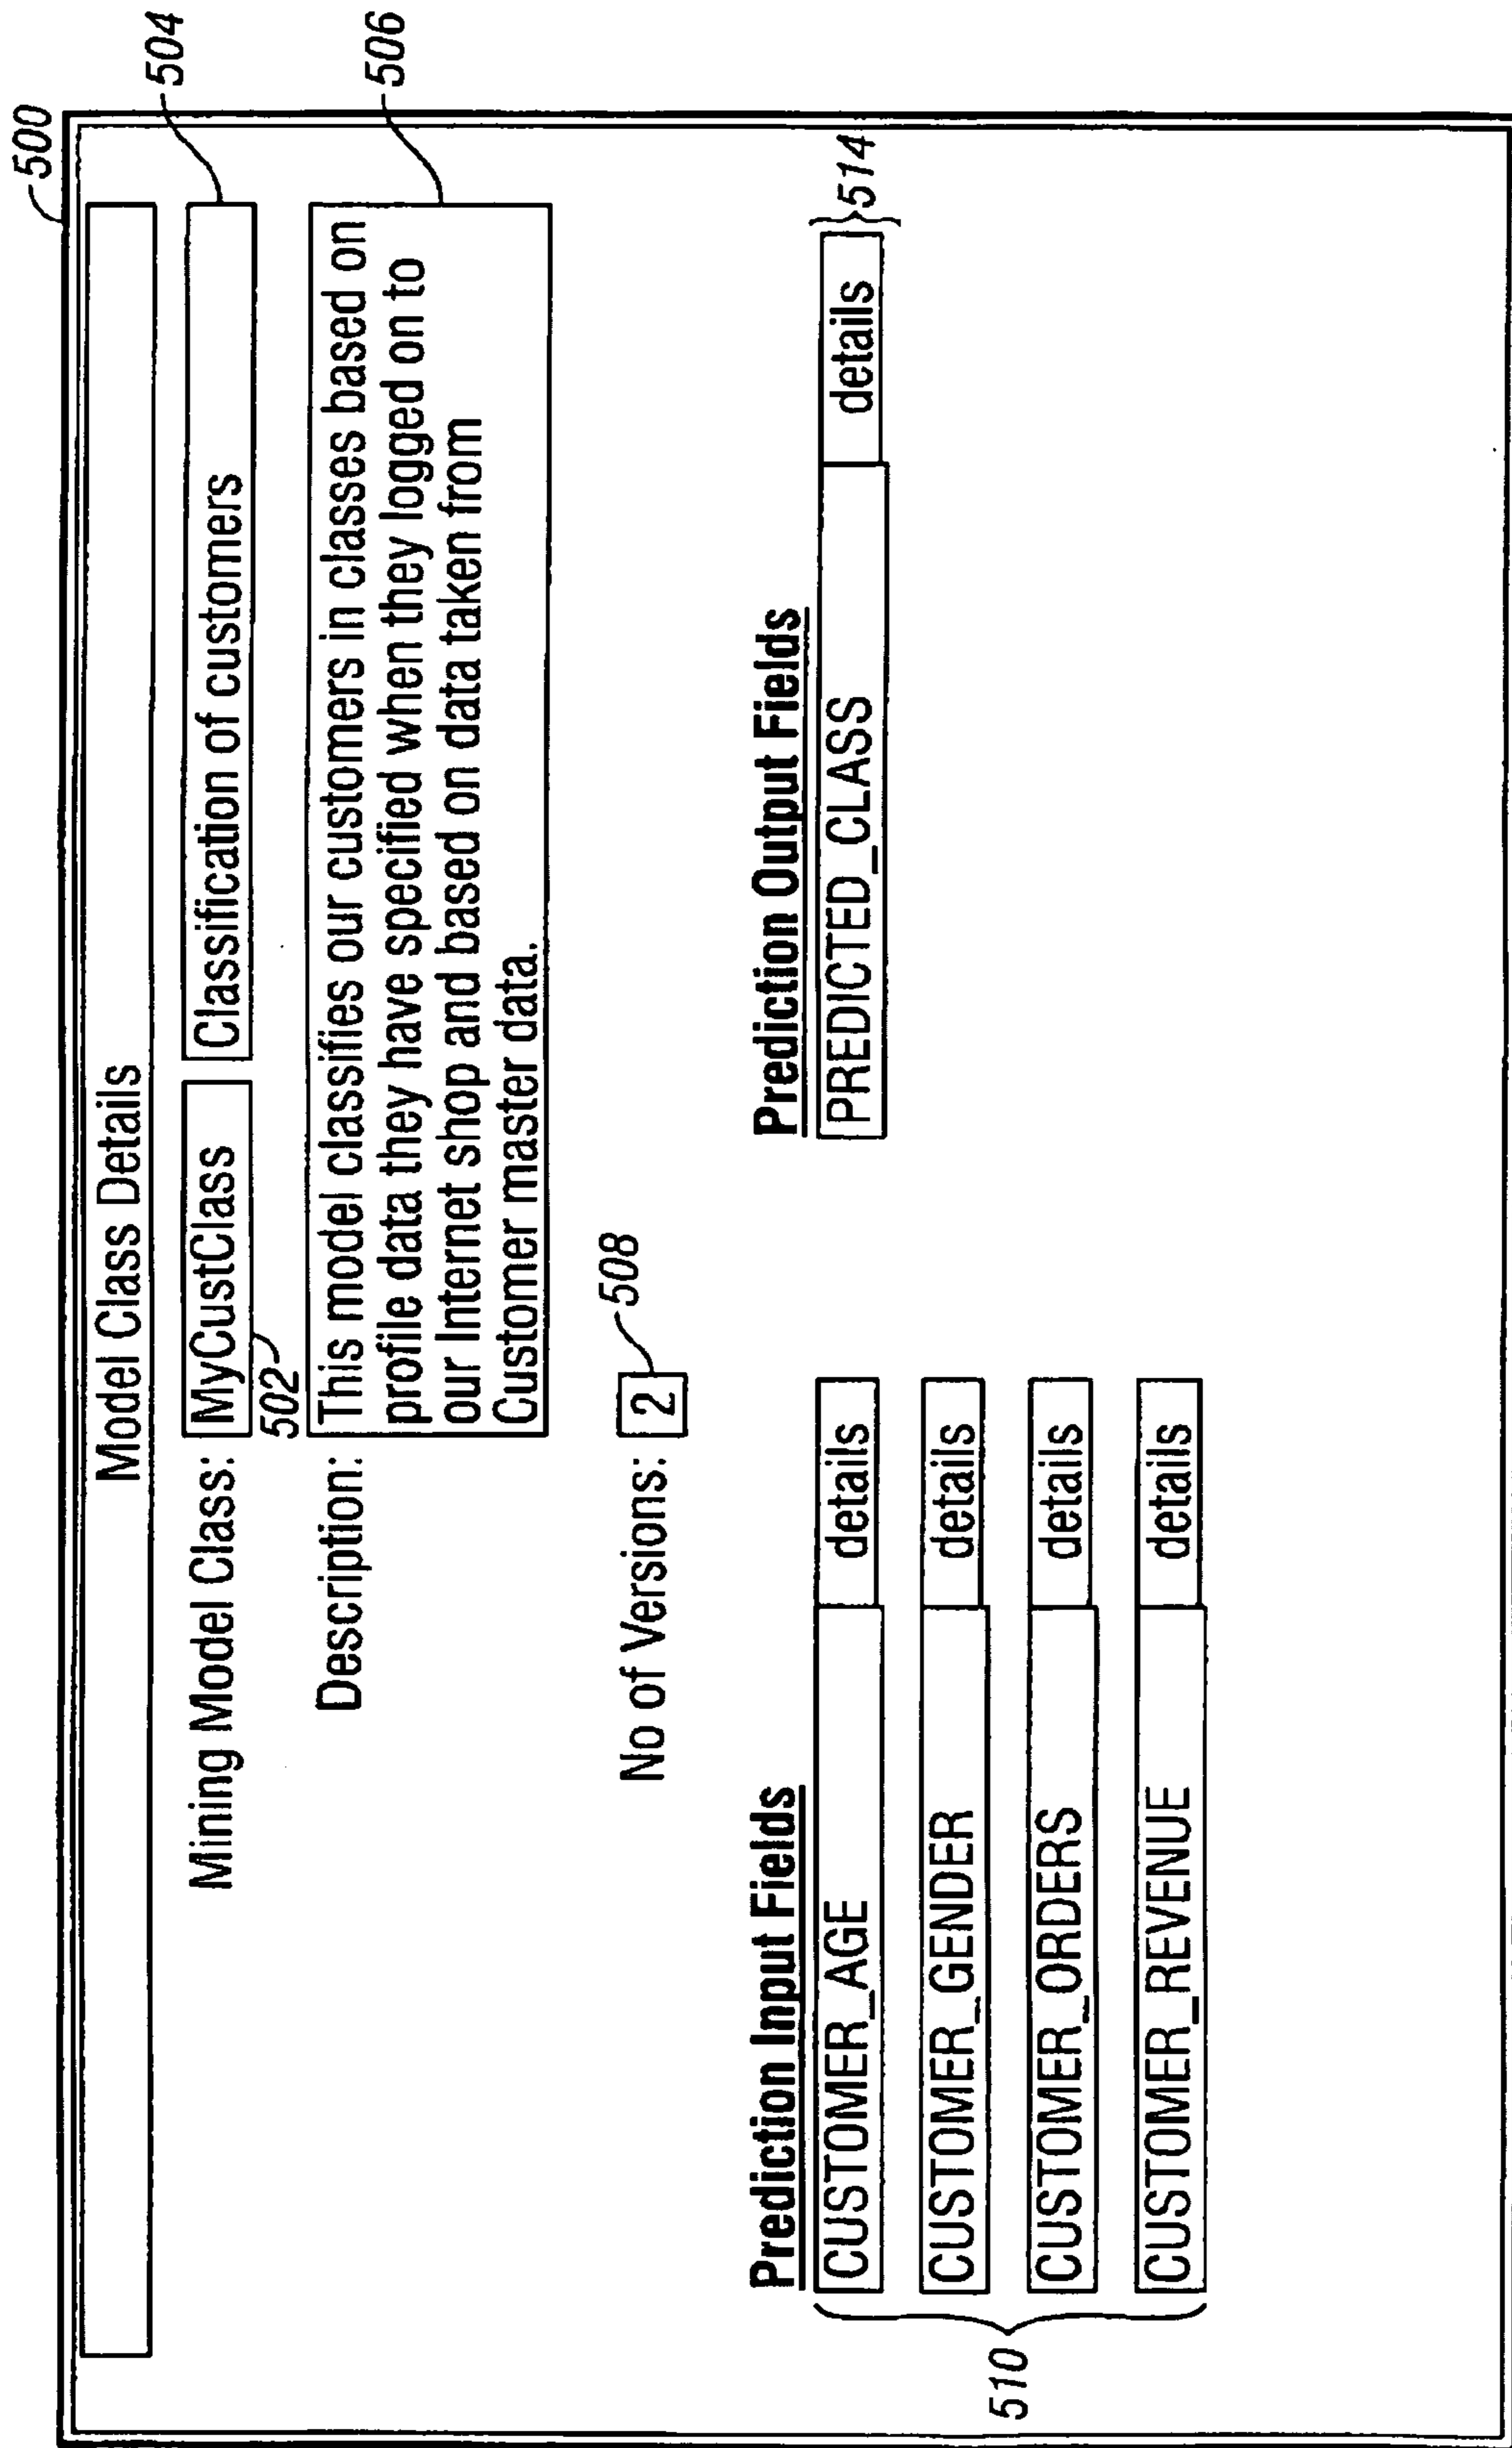 500
Model Class Details
Mining Model Class: MyCustClass Classification of customers
504
502
Description: This model classifies our customers in classes based on
profile data they have specified when they logged on to
our Internet shop and based on data taken from
Customer master data.
506
508
No of Versions: 2
Prediction Input Fields
CUSTOMER_AGE details
CUSTOMER_GENDER details
CUSTOMER_ORDERS details
CUSTOMER_REVENUE details
510
Prediction Output Fields
PREDICTED_CLASS details
514